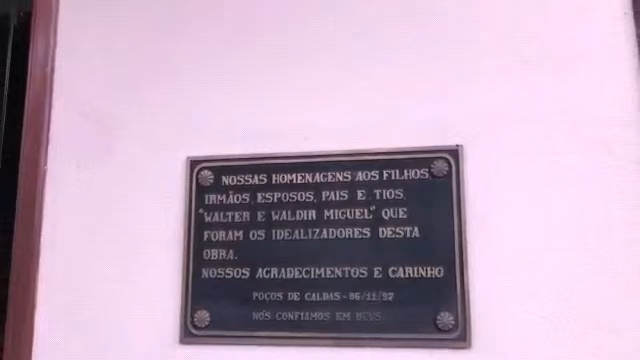 NOSSAS HOMENAGENS AOS FILHOS,
IRMÃOS, ESPOSOS, PAIS E TIOS,
"WALTER E WALDIR MIGUEL" QUE
FORAM OS IDEALIZADORES DESTA
OBRA.
NOSSOS AGRADECIMENTOS E CARINHO
POÇOS DE CALDAS - 06/11/97
NÓS CONFIAMOS EM DEUS.